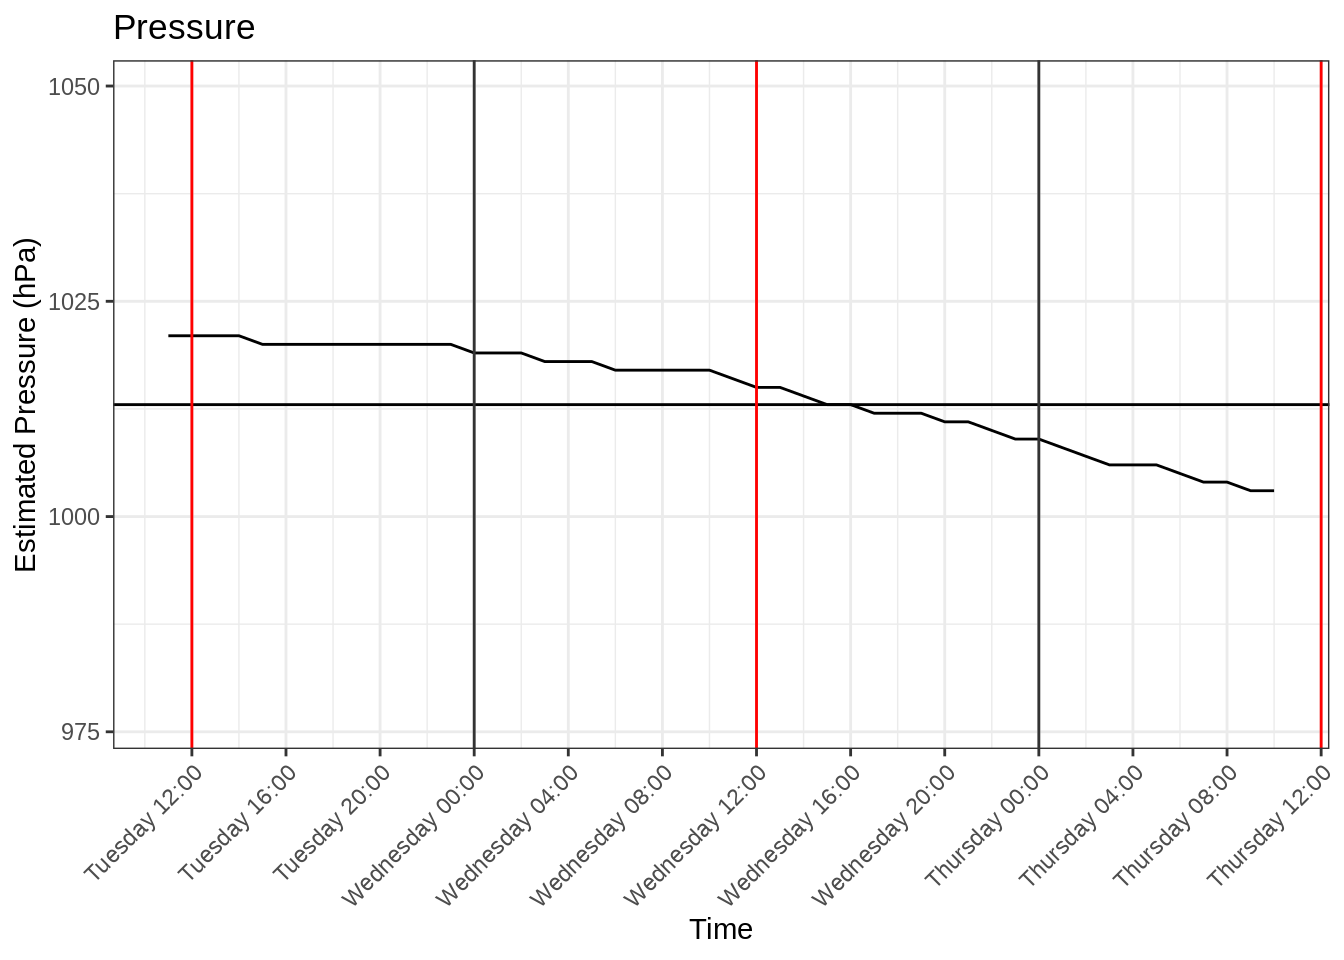 Pressure
Estimated Pressure (hPa)
1050
1025
1000
975
Tuesday 12:00
Tuesday 16:00
Tuesday 20:00
Wednesday 00:00
Wednesday 04:00
Wednesday 08:00
Wednesday 12:00
Wednesday 16:00
Wednesday 20:00
Thursday 00:00
Thursday 04:00
Thursday 08:00
Thursday 12:00
Time